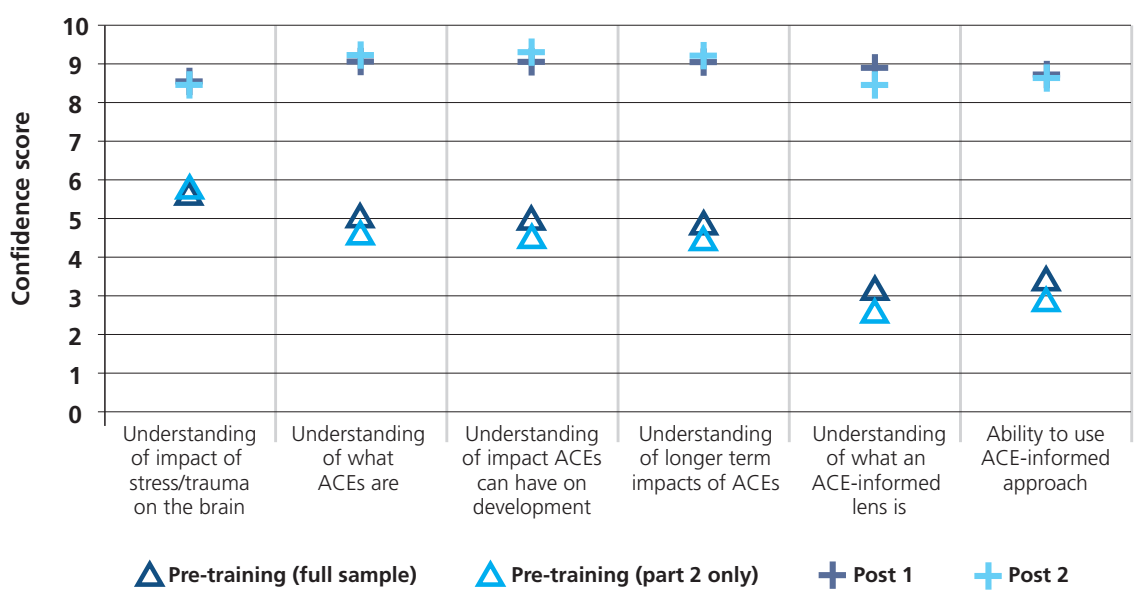 10
9
8
7
6
5
4
3
2
1
0
Confidence score
Understanding
of impact of
stress/trauma
on the brain
Understanding
of what
ACEs are
Understanding
of impact ACEs
can have on
development
Understanding
of longer term
impacts of ACEs
Understanding
of what an
ACE-informed
lens is
Ability to use
ACE-informed
approach
Pre-training (full sample)
Pre-training (part 2 only)
Post 1
Post 2